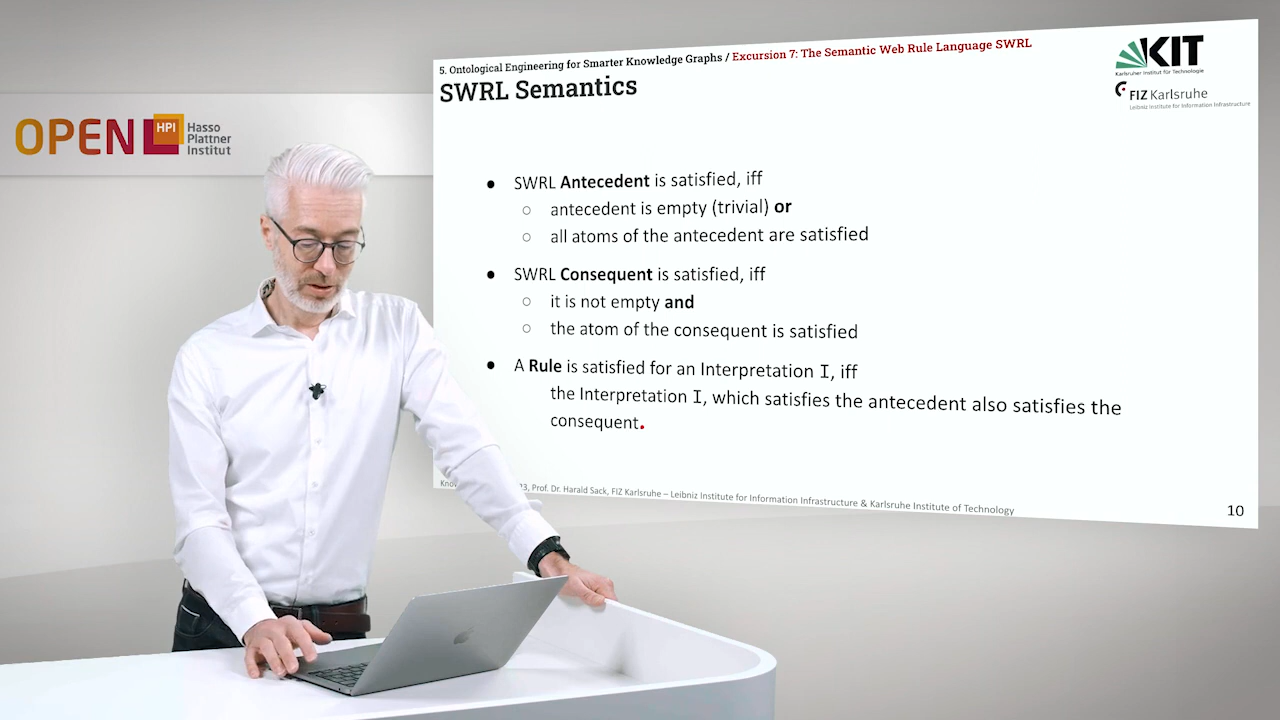 OPEN HPI Hasso
Plattner
Institut
5. Ontological Engineering for Smarter Knowledge Graphs / Excursion 7: The Semantic Web Rule Language SWRL
SWRL Semantics
KIT
Karlsruher Institut für Technologie
FIZ Karlsruhe
Leibniz Institute for Information Infrastructure
● SWRL Antecedent is satisfied, iff
○ antecedent is empty (trivial) or
○ all atoms of the antecedent are satisfied
● SWRL Consequent is satisfied, iff
○ it is not empty and
○ the atom of the consequent is satisfied
● A Rule is satisfied for an Interpretation I, iff
the Interpretation I, which satisfies the antecedent also satisfies the
consequent.
Prof. Dr. Harald Sack, FIZ Karlsruhe – Leibniz Institute for Information Infrastructure & Karlsruhe Institute of Technology
10